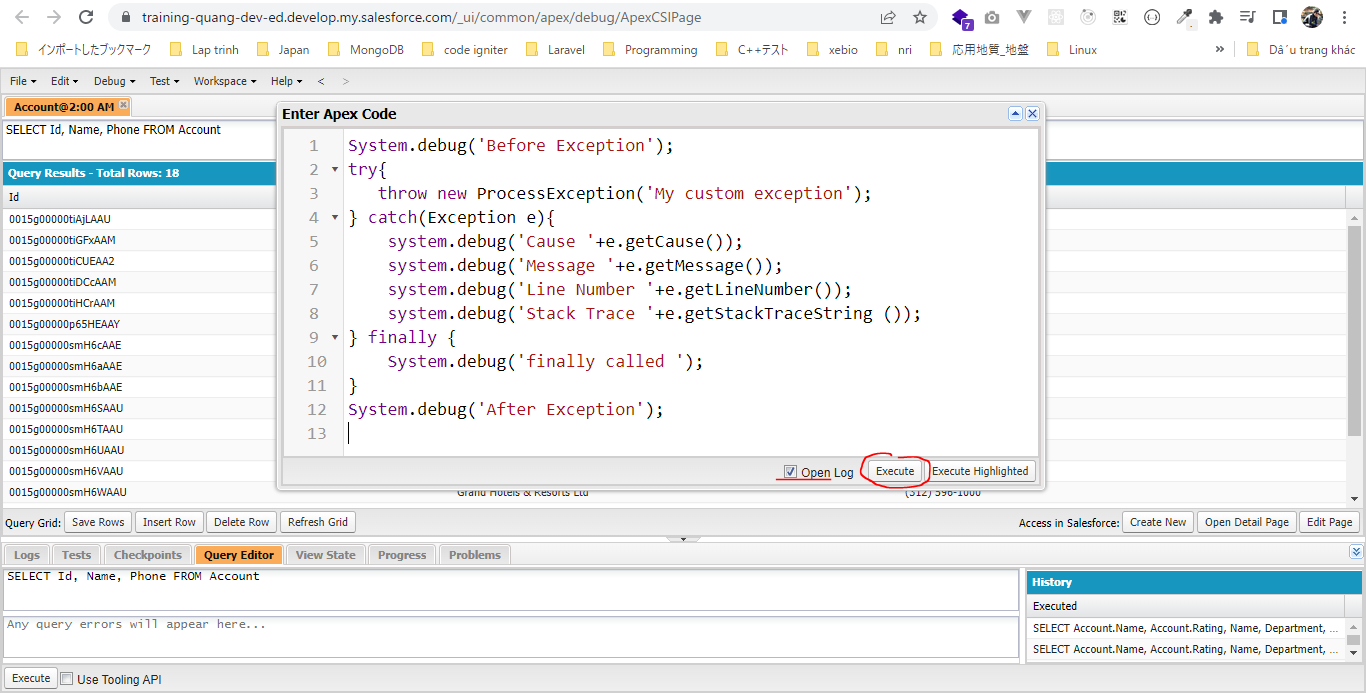 training-quang-dev-ed.develop.my.salesforce.com/_ui/common/apex/debug/ApexCSIPage
7
インポートしたブックマーク Lap trinh Japan MongoDB code igniter Laravel Programming C++テスト xebio nri 応用地質_地盤 Linux » Dấu trang khác
File Edit Debug Test Workspace Help < >
Account@2:00 AM
SELECT Id, Name, Phone FROM Account
Query Results - Total Rows: 18
Id
0015g00000tiAjLAAU
0015g00000tiGFxAAM
0015g00000tiCUEAA2
0015g00000tiDCcAAM
0015g00000tiHCrAAM
0015g00000p65HEAAY
0015g00000smH6cAAE
0015g00000smH6aAAE
0015g00000smH6bAAE
0015g00000smH6SAAU
0015g00000smH6TAAU
0015g00000smH6UAAU
0015g00000smH6VAAU
0015g00000smH6WAAU Grand Hotels & Resorts Ltd (312) 596-1000
Enter Apex Code
1 System.debug('Before Exception');
2 try{
3 throw new ProcessException('My custom exception');
4 } catch(Exception e){
5 system.debug('Cause '+e.getCause());
6 system.debug('Message '+e.getMessage());
7 system.debug('Line Number '+e.getLineNumber());
8 system.debug('Stack Trace '+e.getStackTraceString ());
9 } finally {
10 System.debug('finally called ');
11 }
12 System.debug('After Exception');
13
Open Log Execute Execute Highlighted
Query Grid: Save Rows Insert Row Delete Row Refresh Grid Access in Salesforce: Create New Open Detail Page Edit Page
Logs Tests Checkpoints Query Editor View State Progress Problems
SELECT Id, Name, Phone FROM Account
Any query errors will appear here...
History
Executed
SELECT Account.Name, Account.Rating, Name, Department, ...
SELECT Account.Name, Account.Rating, Name, Department, ...
Execute Use Tooling API